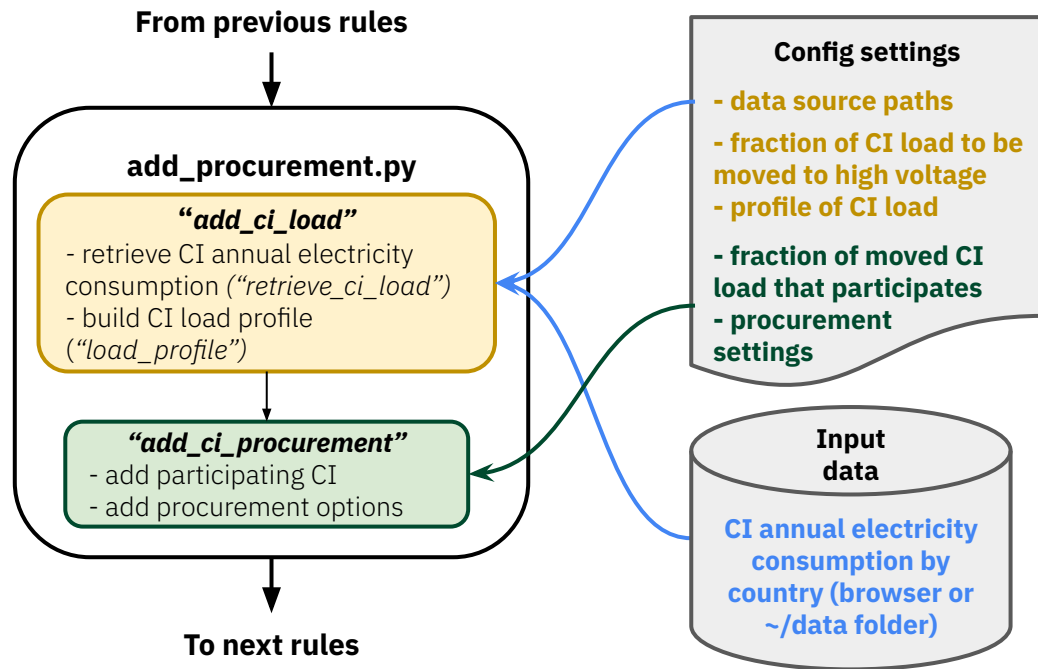 From previous rules
add_procurement.py
“add_ci_load”
- retrieve CI annual electricity
consumption (“retrieve_ci_load”)
- build CI load profile
(“load_profile”)
“add_ci_procurement”
- add participating CI
- add procurement options
To next rules
Config settings
- data source paths
- fraction of CI load to be
moved to high voltage
- profile of CI load
- fraction of moved CI
load that participates
- procurement
settings
Input
data
CI annual electricity
consumption by
country (browser or
~/data folder)